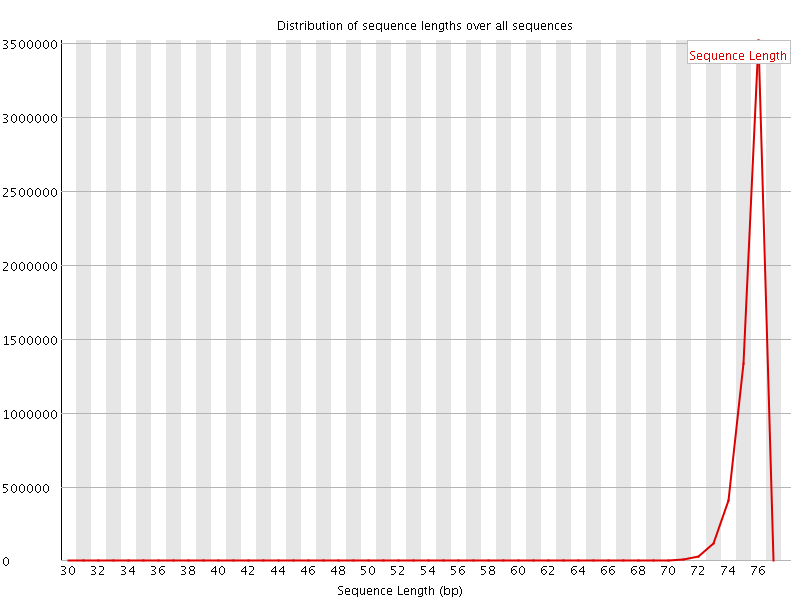 Distribution of sequence lengths over all sequences
3500000
Sequence Length
3000000
2500000
2000000
1500000
1000000
500000
0
30 32 34 36 38 40 42 44 46 48 50 52 54 56 58 60 62 64 66 68 70 72 74 76
Sequence Length (bp)